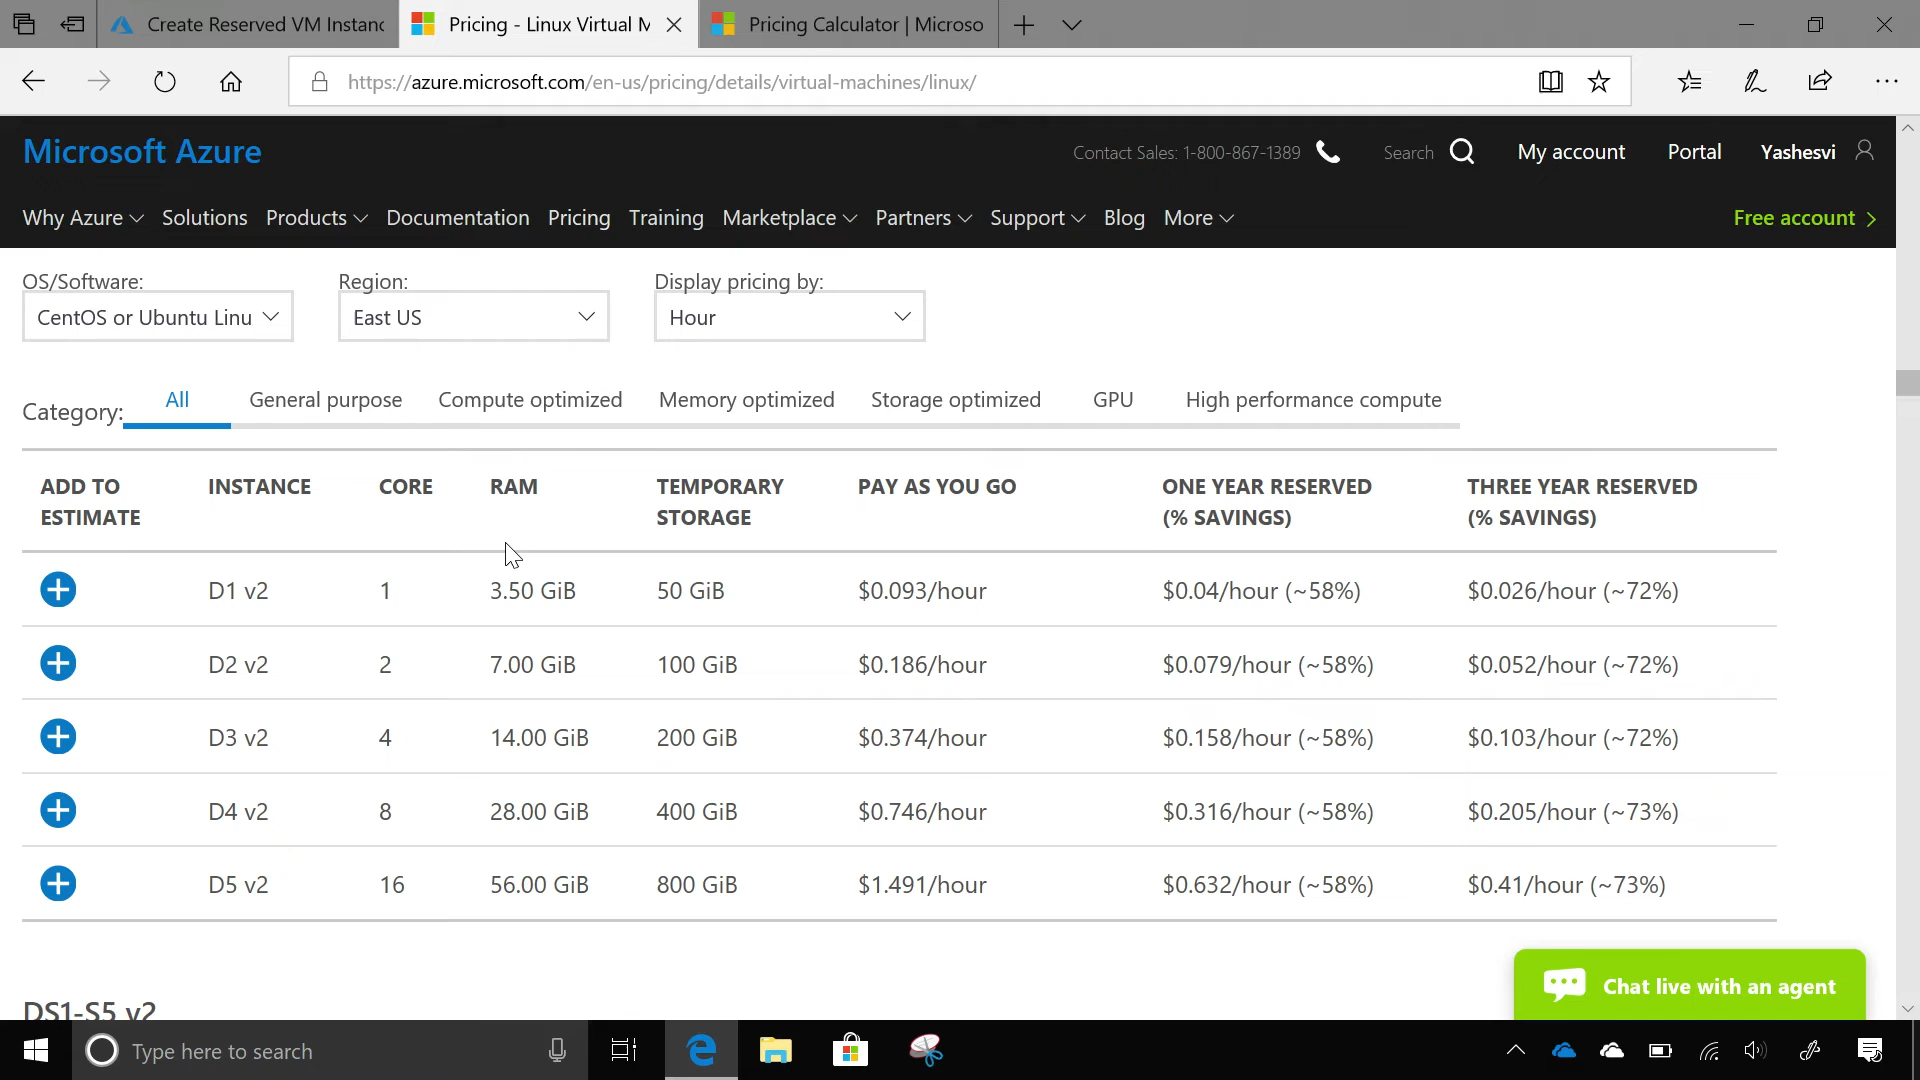 Create Reserved VM Instanc
Pricing - Linux Virtual M
Pricing Calculator | Microso
https://azure.microsoft.com/en-us/pricing/details/virtual-machines/linux/
Microsoft Azure
Contact Sales: 1-800-867-1389
Search
My account
Portal
Yashesvi
Why Azure Solutions Products Documentation Pricing Training Marketplace Partners Support Blog More
Free account >
OS/Software: Region: Display pricing by:
CentOS or Ubuntu Linu East US Hour
Category: All General purpose Compute optimized Memory optimized Storage optimized GPU High performance compute
ADD TO INSTANCE CORE RAM TEMPORARY PAY AS YOU GO ONE YEAR RESERVED THREE YEAR RESERVED
ESTIMATE STORAGE (% SAVINGS) (% SAVINGS)
D1 v2 1 3.50 GiB 50 GiB $0.093/hour $0.04/hour (~58%) $0.026/hour (~72%)
D2 v2 2 7.00 GiB 100 GiB $0.186/hour $0.079/hour (~58%) $0.052/hour (~72%)
D3 v2 4 14.00 GiB 200 GiB $0.374/hour $0.158/hour (~58%) $0.103/hour (~72%)
D4 v2 8 28.00 GiB 400 GiB $0.746/hour $0.316/hour (~58%) $0.205/hour (~73%)
D5 v2 16 56.00 GiB 800 GiB $1.491/hour $0.632/hour (~58%) $0.41/hour (~73%)
DS1-S5 v2
Chat live with an agent
Type here to search